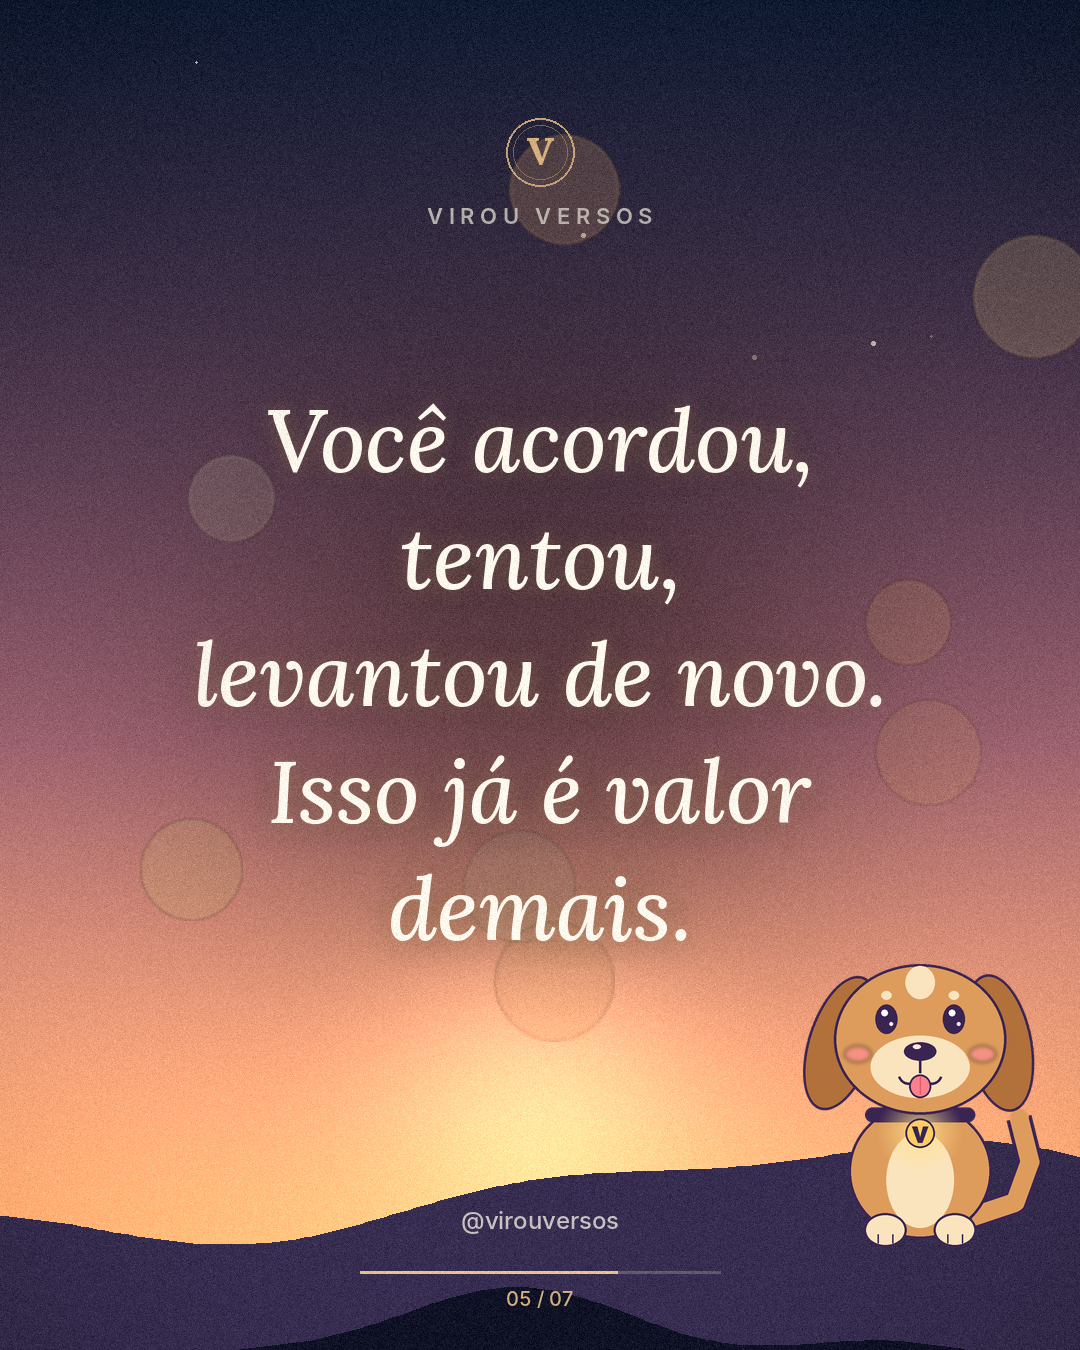 V
VIROU VERSOS
Você acordou,
tentou,
levantou de novo.
Isso já é valor
demais.
V
@virouversos
05 / 07